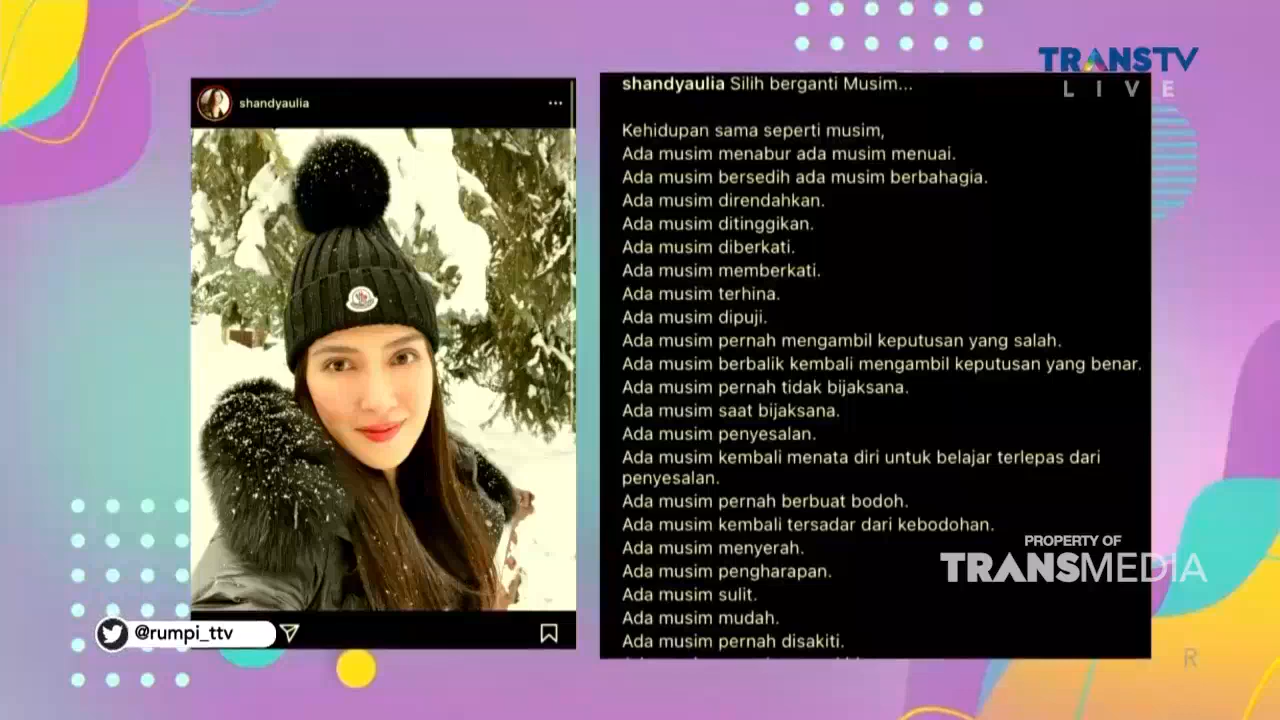 TRANSTV
LIVE
shandyaulia
shandyaulia Silih berganti Musim...
Kehidupan sama seperti musim,
Ada musim menabur ada musim menuai.
Ada musim bersedih ada musim berbahagia.
Ada musim direndahkan.
Ada musim ditinggikan.
Ada musim diberkati.
Ada musim memberkati.
Ada musim terhina.
Ada musim dipuji.
Ada musim pernah mengambil keputusan yang salah.
Ada musim berbalik kembali mengambil keputusan yang benar.
Ada musim pernah tidak bijaksana.
Ada musim saat bijaksana.
Ada musim penyesalan.
Ada musim kembali menata diri untuk belajar terlepas dari
penyesalan.
Ada musim pernah berbuat bodoh.
Ada musim kembali tersadar dari kebodohan.
Ada musim menyerah.
Ada musim pengharapan.
Ada musim sulit.
Ada musim mudah.
Ada musim pernah disakiti.
PROPERTY OF
TRANSMEDIA
@rumpi_ttv
R